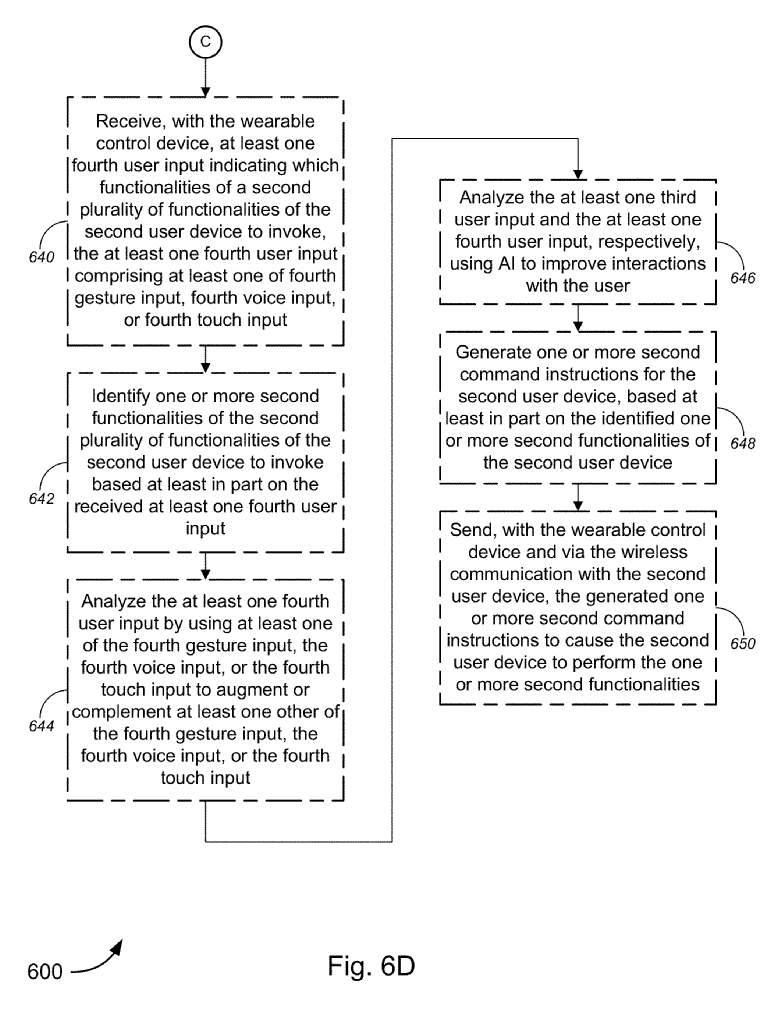 C
Receive, with the wearable
control device, at least one
fourth user input indicating which
functionalities of a second
plurality of functionalities of the
second user device to invoke,
the at least one fourth user input
comprising at least one of fourth
gesture input, fourth voice input,
or fourth touch input
640
Identify one or more second
functionalities of the second
plurality of functionalities of the
second user device to invoke
based at least in part on the
received at least one fourth user
input
642
Analyze the at least one fourth
user input by using at least one
of the fourth gesture input, the
fourth voice input, or the fourth
touch input to augment or
complement at least one other of
the fourth gesture input, the
fourth voice input, or the fourth
touch input
644
Analyze the at least one third
user input and the at least one
fourth user input, respectively,
using AI to improve interactions
with the user
646
Generate one or more second
command instructions for the
second user device, based at
least in part on the identified one
or more second functionalities of
the second user device
648
Send, with the wearable control
device and via the wireless
communication with the second
user device, the generated one
or more second command
instructions to cause the second
user device to perform the one
or more second functionalities
650
600
Fig. 6D